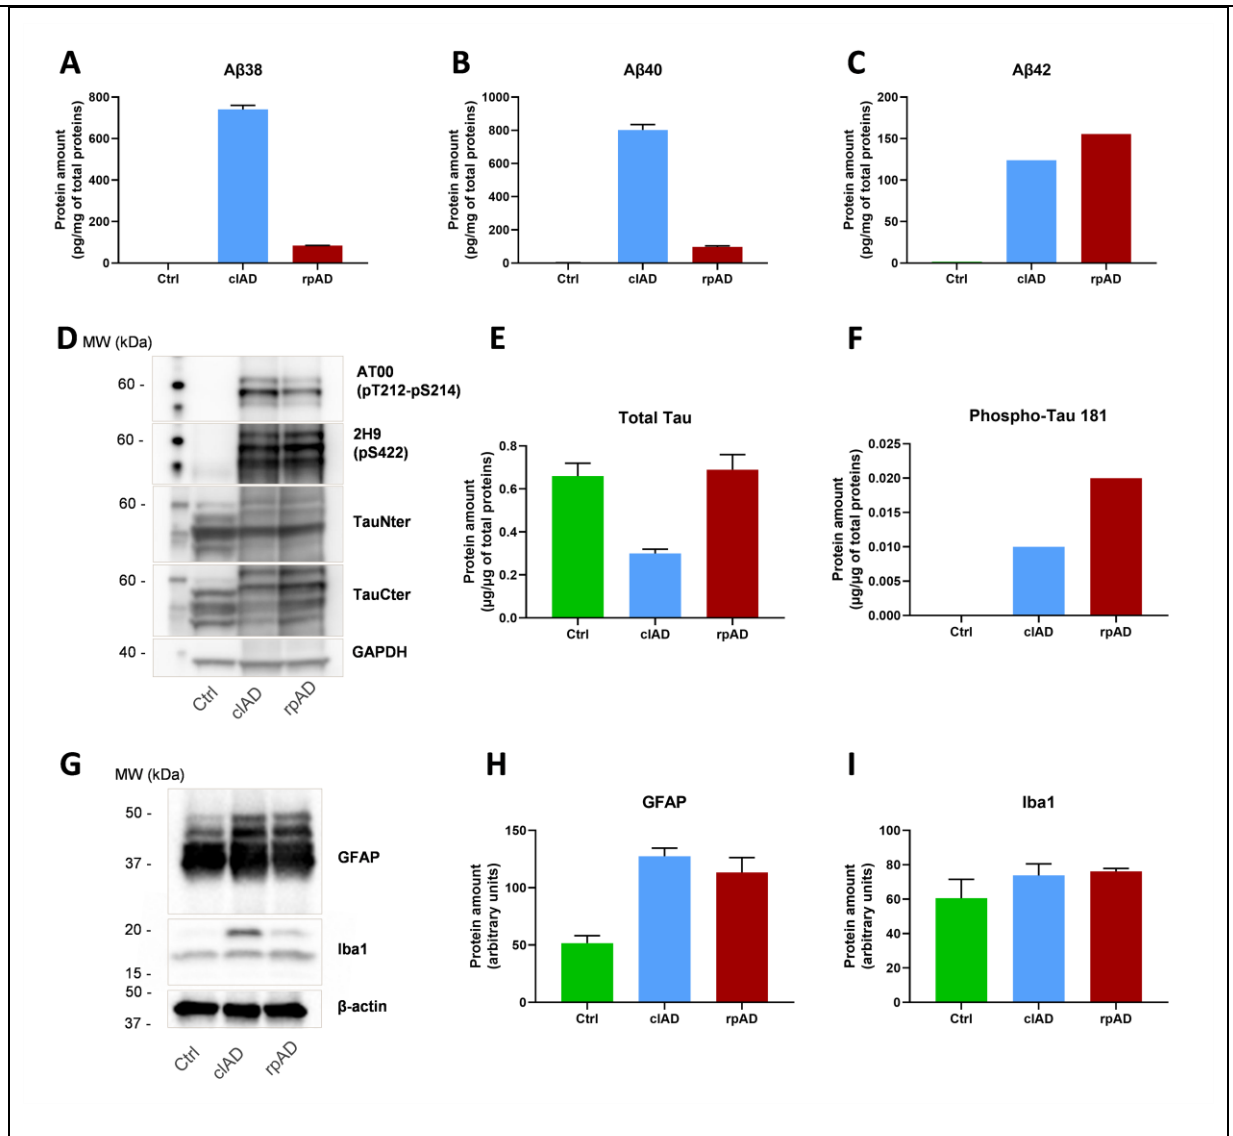 A
Aβ38
Protein amount
(pg/mg of total proteins)
800
600
400
200
0
Ctrl clAD rpAD
B
Aβ40
Protein amount
(pg/mg of total proteins)
1000
800
600
400
200
0
Ctrl clAD rpAD
C
Aβ42
Protein amount
(pg/mg of total proteins)
200
150
100
50
0
Ctrl clAD rpAD
D MW (kDa)
60 -
AT00
(pT212-pS214)
60 -
2H9
(pS422)
60 -
TauNter
60 -
TauCter
40 -
GAPDH
Ctrl clAD rpAD
E
Total Tau
Protein amount
(µg/µg of total proteins)
0.8
0.6
0.4
0.2
0.0
Ctrl clAD rpAD
F
Phospho-Tau 181
Protein amount
(µg/µg of total proteins)
0.025
0.020
0.015
0.010
0.005
0.000
Ctrl clAD rpAD
G
MW (kDa)
50 -
37 -
GFAP
20 -
15 -
Iba1
50 -
37 -
β-actin
Ctrl clAD rpAD
H
GFAP
Protein amount
(arbitrary units)
150
100
50
0
Ctrl clAD rpAD
I
Iba1
Protein amount
(arbitrary units)
100
80
60
40
20
0
Ctrl clAD rpAD